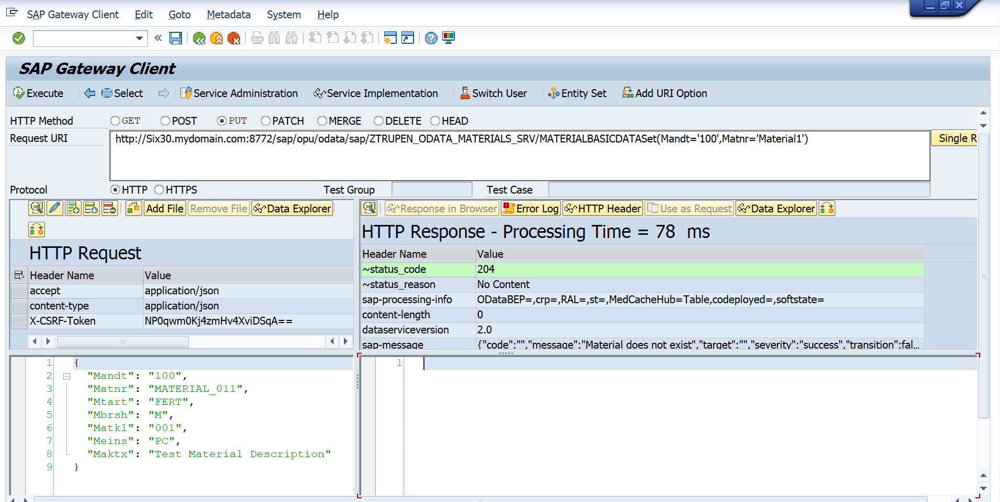 SAP Gateway Client Edit Goto Metadata System Help
SAP Gateway Client
Execute Select Service Administration Service Implementation Switch User Entity Set Add URI Option
HTTP Method GET POST PUT PATCH MERGE DELETE HEAD
Request URI http://Six30.mydomain.com:8772/sap/opu/odata/sap/ZTRUPEN_ODATA_MATERIALS_SRV/MATERIALBASICDATASet(Mandt='100',Matnr='Material1') Single R
Protocol HTTP HTTPS Test Group Test Case
Add File Remove File Data Explorer
Response in Browser Error Log HTTP Header Use as Request Data Explorer
HTTP Request
Header Name Value
accept application/json
content-type application/json
X-CSRF-Token NP0qwm0Kj4zmHv4XviDSqA==
HTTP Response - Processing Time = 78 ms
Header Name Value
~status_code 204
~status_reason No Content
sap-processing-info ODataBEP=,crp=,RAL=,st=,MedCacheHub=Table,codeployed=,softstate=
content-length 0
dataserviceversion 2.0
sap-message {"code":"","message":"Material does not exist","target":"","severity":"success","transition":fal...
1 {
2 "Mandt": "100",
3 "Matnr": "MATERIAL_011",
4 "Mtart": "FERT",
5 "Mbrsh": "M",
6 "Matkl": "001",
7 "Meins": "PC",
8 "Maktx": "Test Material Description"
9 }
1